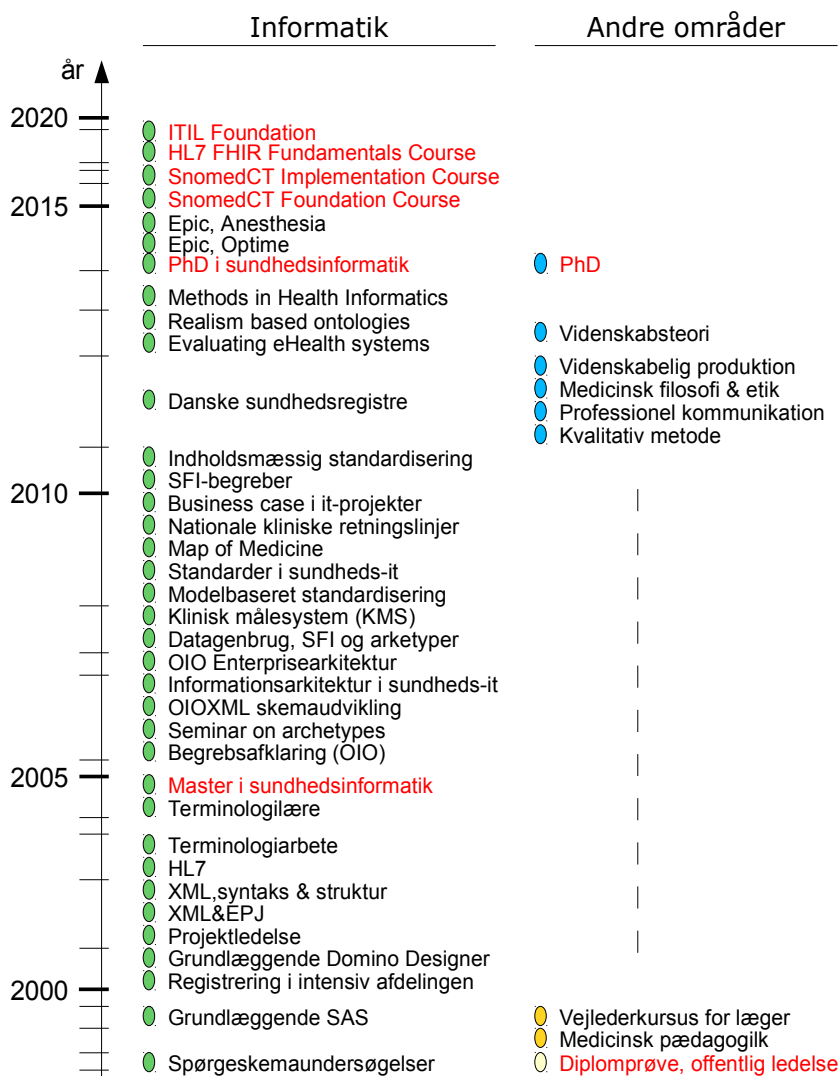 Informatik
Andre områder
år
2020
ITIL Foundation
HL7 FHIR Fundamentals Course
SnomedCT Implementation Course
SnomedCT Foundation Course
2015
Epic, Anesthesia
Epic, Optime
PhD i sundhedsinformatik
PhD
Methods in Health Informatics
Realism based ontologies
Videnskabsteori
Evaluating eHealth systems
Videnskabelig produktion
Medicinsk filosofi & etik
Danske sundhedsregistre
Professionel kommunikation
Kvalitativ metode
Indholdsmæssig standardisering
SFI-begreber
2010
Business case i it-projekter
Nationale kliniske retningslinjer
Map of Medicine
Standarder i sundheds-it
Modelbaseret standardisering
Klinisk målesystem (KMS)
Datagenbrug, SFI og arketyper
OIO Enterprisearkitektur
Informationsarkitektur i sundheds-it
OIOXML skemaudvikling
Seminar on archetypes
Begrebsafklaring (OIO)
2005
Master i sundhedsinformatik
Terminologilære
Terminologiarbete
HL7
XML,syntaks & struktur
XML&EPJ
Projektledelse
Grundlæggende Domino Designer
Registrering i intensiv afdelingen
2000
Grundlæggende SAS
Vejlederkursus for læger
Medicinsk pædagogilk
Spørgeskemaundersøgelser
Diplomprøve, offentlig ledelse